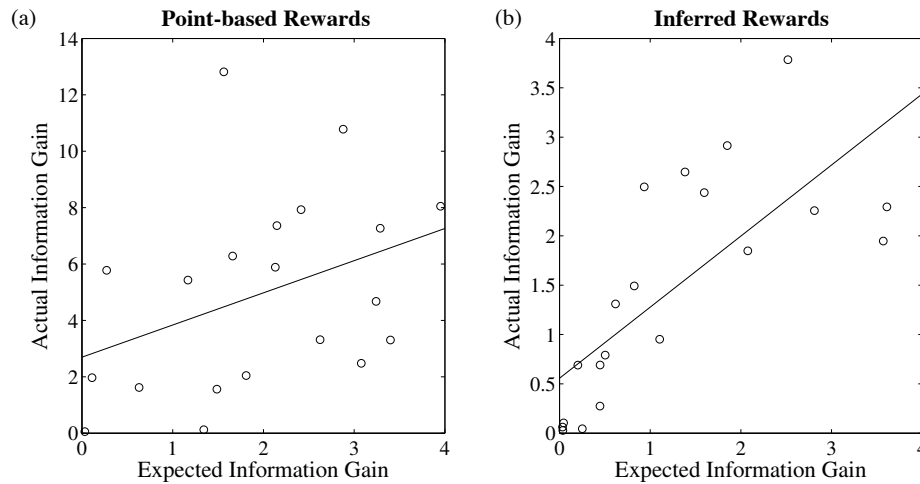 (a)
Point-based Rewards
14
12
10
8
6
4
2
0
0 1 2 3 4
Actual Information Gain
Expected Information Gain
(b)
Inferred Rewards
4
3.5
3
2.5
2
1.5
1
0.5
0
0 1 2 3 4
Actual Information Gain
Expected Information Gain